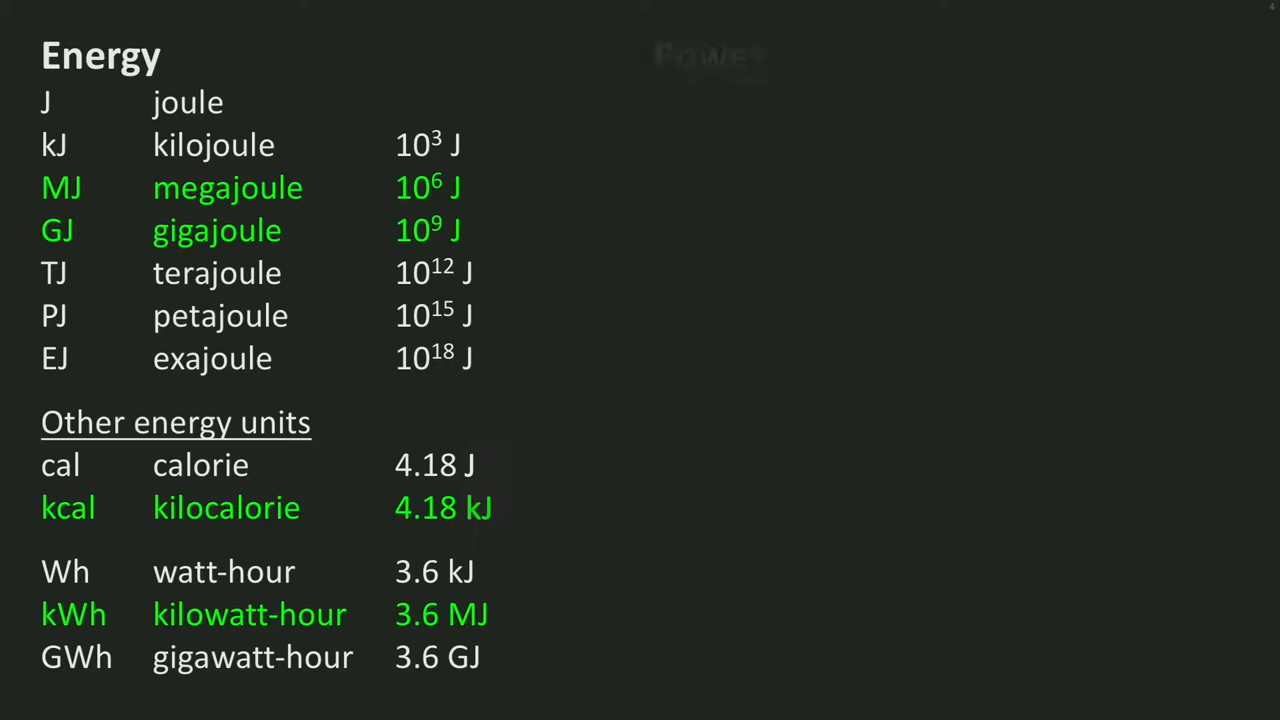 Energy
J joule
kJ kilojoule 10³ J
MJ megajoule 10⁶ J
GJ gigajoule 10⁹ J
TJ terajoule 10¹² J
PJ petajoule 10¹⁵ J
EJ exajoule 10¹⁸ J
Other energy units
cal calorie 4.18 J
kcal kilocalorie 4.18 kJ
Wh watt-hour 3.6 kJ
kWh kilowatt-hour 3.6 MJ
GWh gigawatt-hour 3.6 GJ
Power
4